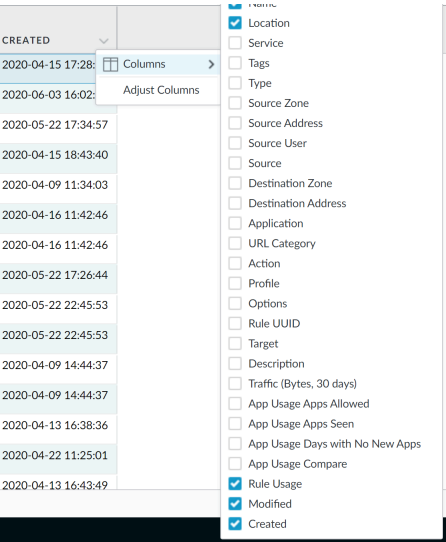 CREATED
2020-04-15 17:28:
2020-06-03 16:02:
2020-05-22 17:34:57
2020-04-15 18:43:40
2020-04-09 11:34:03
2020-04-16 11:42:46
2020-04-16 11:42:46
2020-05-22 17:26:44
2020-05-22 22:45:53
2020-05-22 22:45:53
2020-04-09 14:44:37
2020-04-09 14:44:37
2020-04-13 16:38:36
2020-04-22 11:25:01
2020-04-13 16:43:49
Columns
Adjust Columns
Name
Location
Service
Tags
Type
Source Zone
Source Address
Source User
Source
Destination Zone
Destination Address
Application
URL Category
Action
Profile
Options
Rule UUID
Target
Description
Traffic (Bytes, 30 days)
App Usage Apps Allowed
App Usage Apps Seen
App Usage Days with No New Apps
App Usage Compare
Rule Usage
Modified
Created